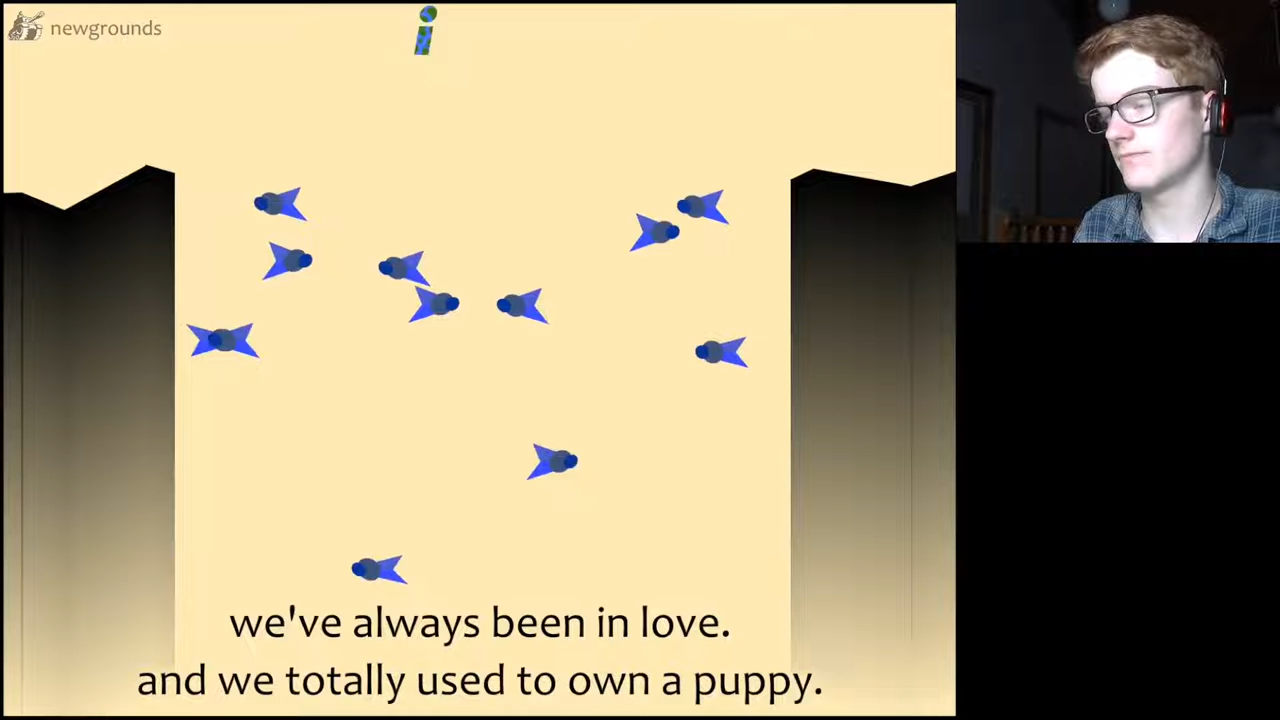 newgrounds
i
we've always been in love.
and we totally used to own a puppy.